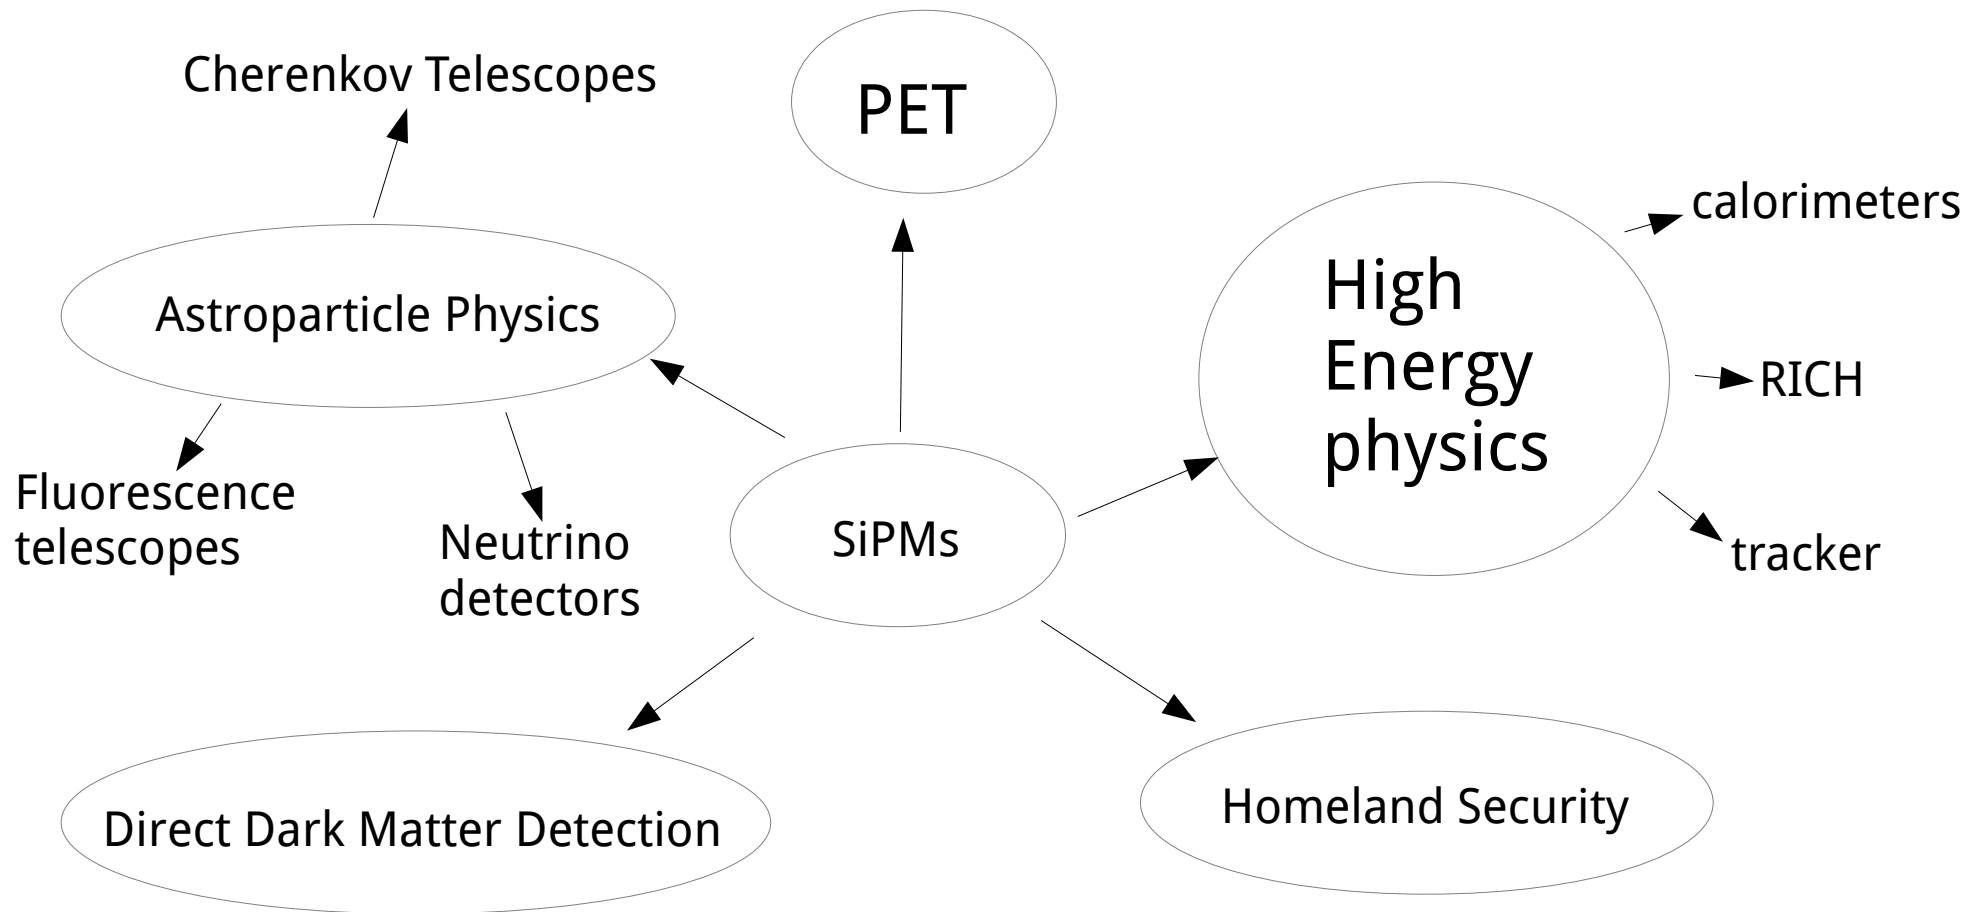 Cherenkov Telescopes
PET
calorimeters
High
Energy
physics
Astroparticle Physics
RICH
Fluorescence
telescopes
Neutrino
detectors
SiPMs
tracker
Direct Dark Matter Detection
Homeland Security